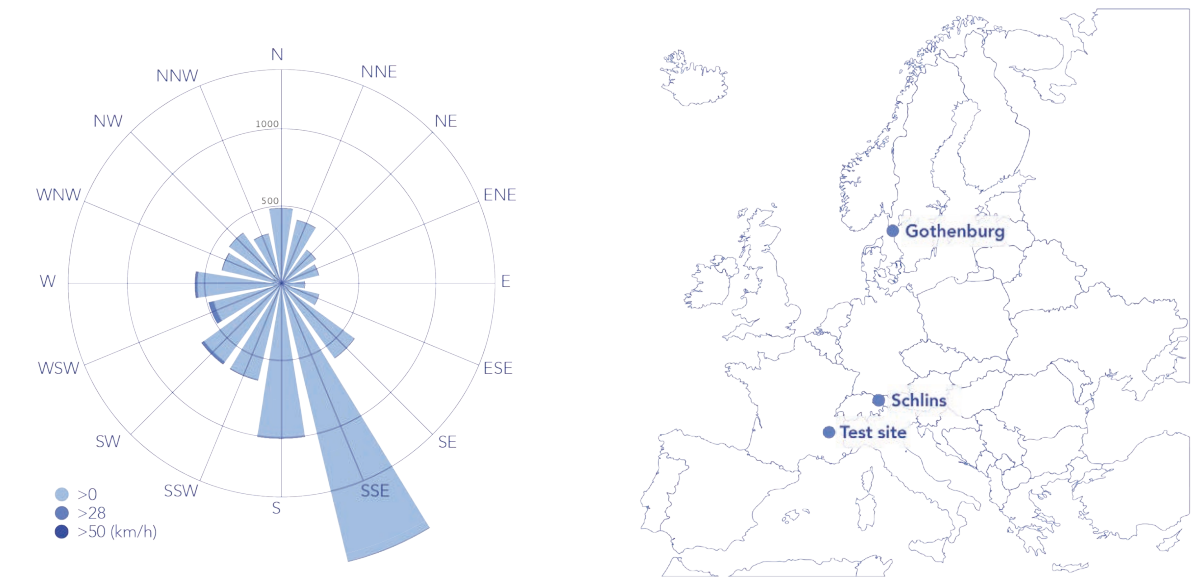 N
NNW
NNE
NW
NE
1000
WNW
ENE
500
W
E
WSW
ESE
SW
SE
SSW
SSE
S
>0
>28
>50 (km/h)
Gothenburg
Schlins
Test site